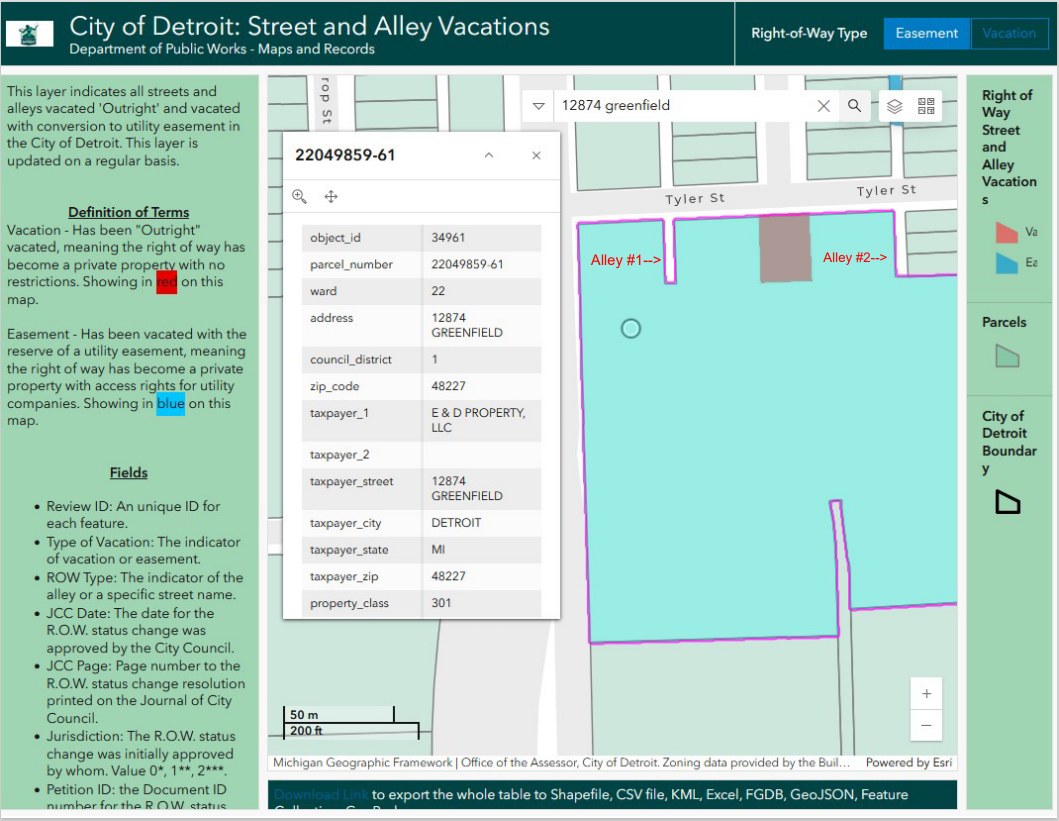 City of Detroit: Street and Alley Vacations
Department of Public Works - Maps and Records
Right-of-Way Type
Easement
Vacation
This layer indicates all streets and
alleys vacated 'Outright' and vacated
with conversion to utility easement in
the City of Detroit. This layer is
updated on a regular basis.
Definition of Terms
Vacation - Has been "Outright"
vacated, meaning the right of way has
become a private property with no
restrictions. Showing in red on this
map.
Easement - Has been vacated with the
reserve of a utility easement, meaning
the right of way has become a private
property with access rights for utility
companies. Showing in blue on this
map.
Fields
• Review ID: An unique ID for
each feature.
• Type of Vacation: The indicator
of vacation or easement.
• ROW Type: The indicator of the
alley or a specific street name.
• JCC Date: The date for the
R.O.W. status change was
approved by the City Council.
• JCC Page: Page number to the
R.O.W. status change resolution
printed on the Journal of City
Council.
• Jurisdiction: The R.O.W. status
change was initially approved
by whom. Value 0*, 1**, 2***.
• Petition ID: the Document ID
number for the R.O.W. status
rop St
12874 greenfield
22049859-61
object_id 34961
parcel_number 22049859-61
ward 22
address 12874
GREENFIELD
council_district 1
zip_code 48227
taxpayer_1 E & D PROPERTY,
LLC
taxpayer_2
taxpayer_street 12874
GREENFIELD
taxpayer_city DETROIT
taxpayer_state MI
taxpayer_zip 48227
property_class 301
Tyler St
Tyler St
Alley #1-->
Alley #2-->
50 m
200 ft
+
−
Michigan Geographic Framework | Office of the Assessor, City of Detroit. Zoning data provided by the Buil...
Powered by Esri
Download Link to export the whole table to Shapefile, CSV file, KML, Excel, FGDB, GeoJSON, Feature
Right of
Way
Street
and
Alley
Vacation
s
Va
Ea
Parcels
City of
Detroit
Boundar
y